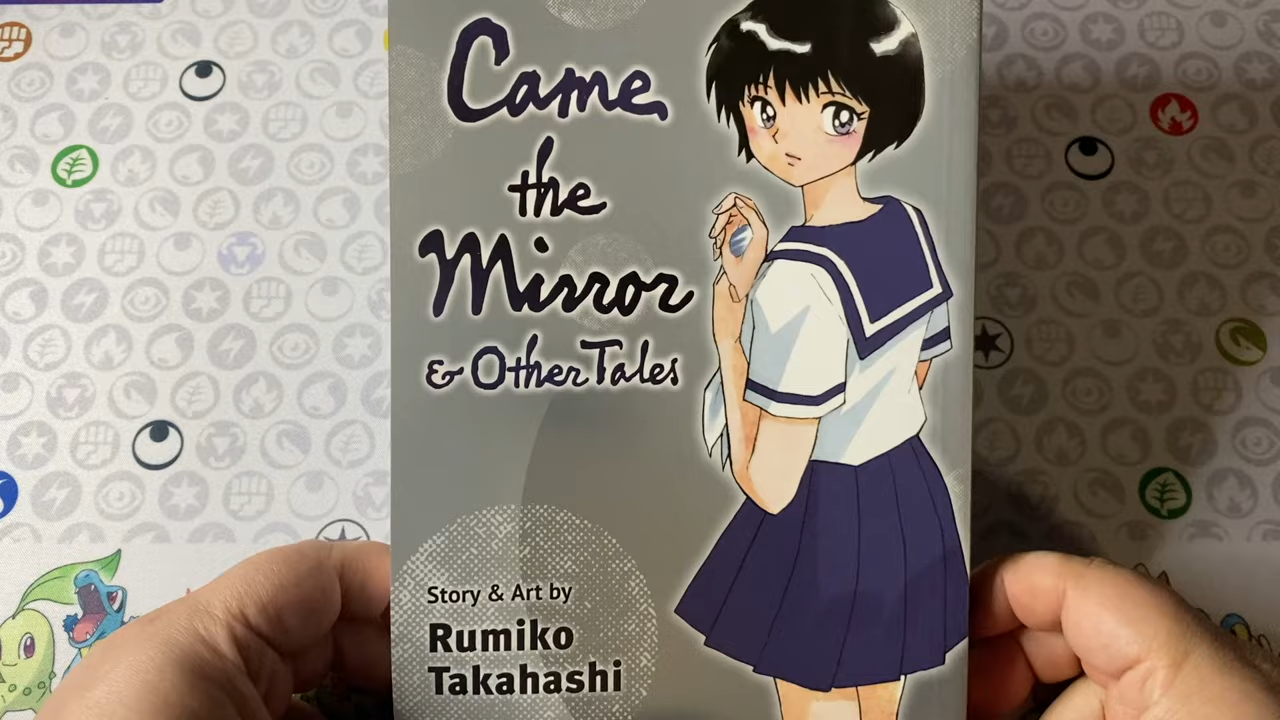 Came
the
Mirror
& Other Tales
Story & Art by
Rumiko
Takahashi